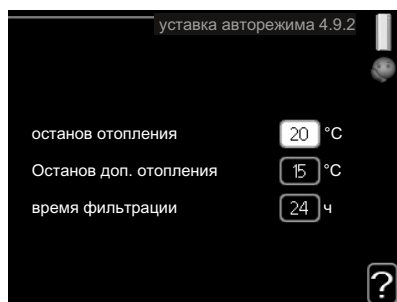 уставка авторежима 4.9.2
останов отопления 20 °C
Останов доп. отопления 15 °C
время фильтрации 24 ч
?